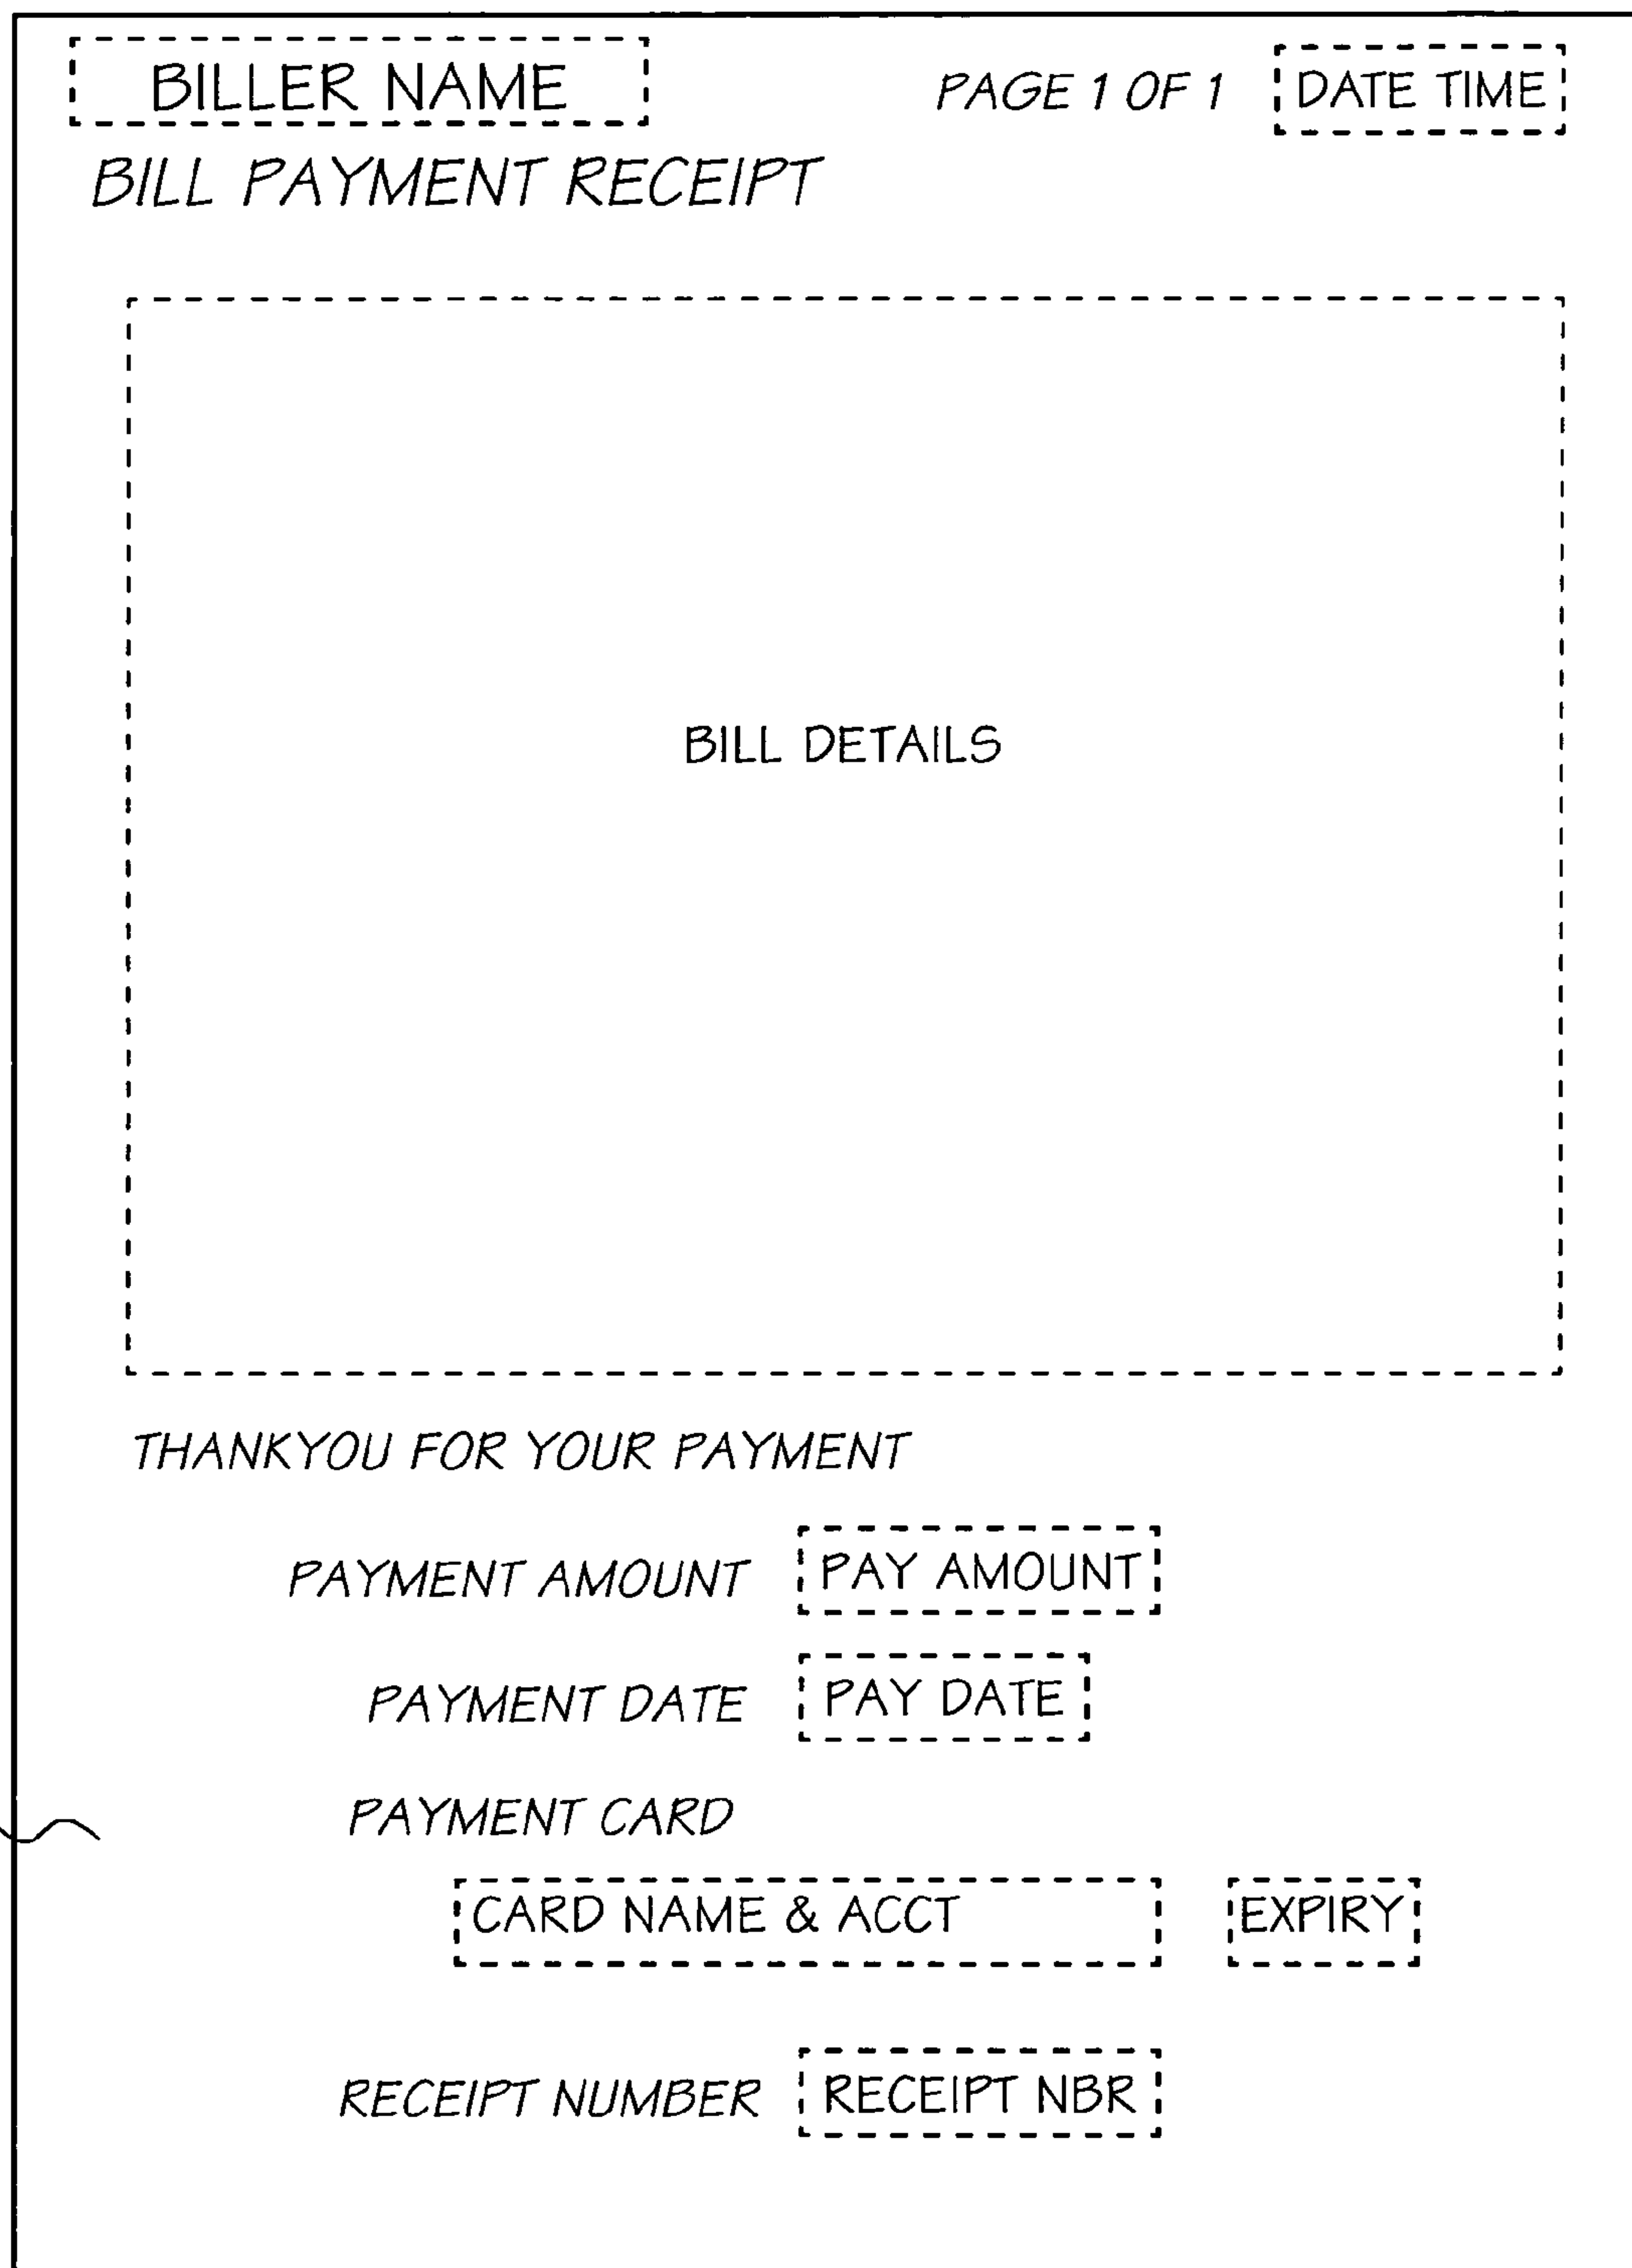 BILLER NAME PAGE 1 OF 1 DATE TIME
BILL PAYMENT RECEIPT
BILL DETAILS
THANKYOU FOR YOUR PAYMENT
PAYMENT AMOUNT PAY AMOUNT
PAYMENT DATE PAY DATE
PAYMENT CARD
CARD NAME & ACCT EXPIRY
RECEIPT NUMBER RECEIPT NBR